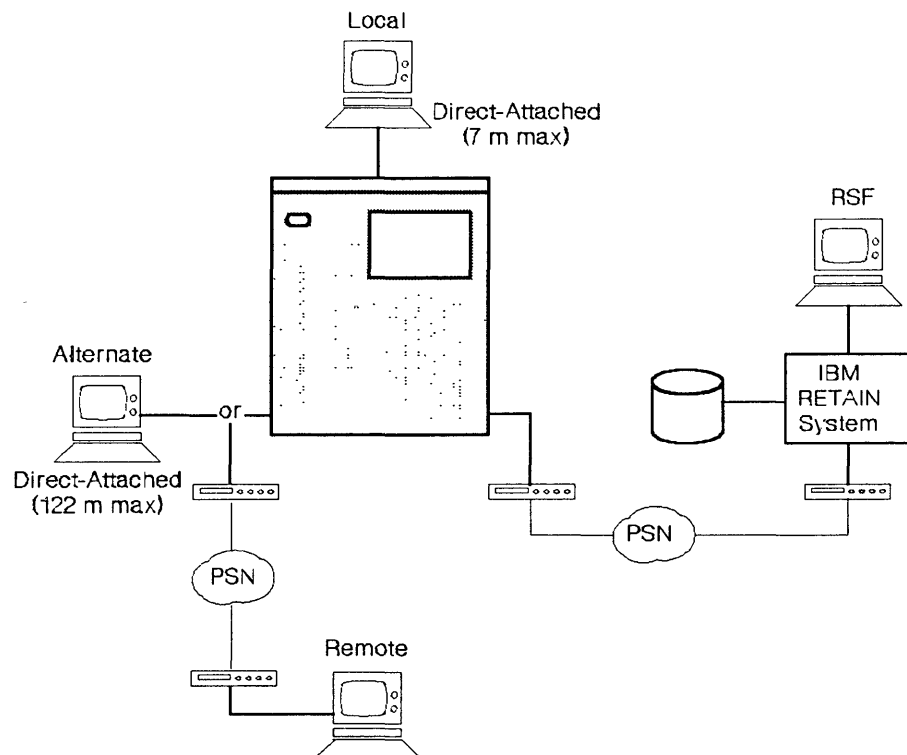 Local
Direct-Attached
(7 m max)
RSF
Alternate
or
IBM
RETAIN
System
Direct-Attached
(122 m max)
PSN
PSN
Remote